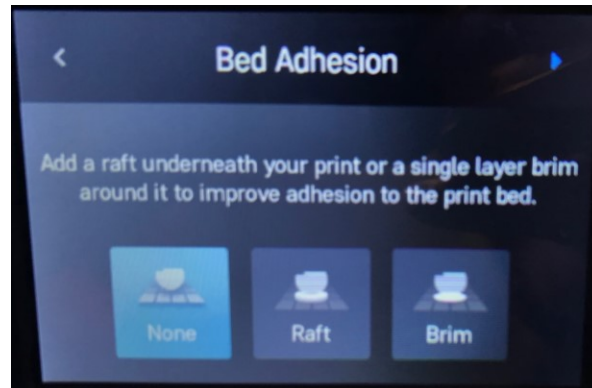 Bed Adhesion
Add a raft underneath your print or a single layer brim
around it to improve adhesion to the print bed.
None
Raft
Brim